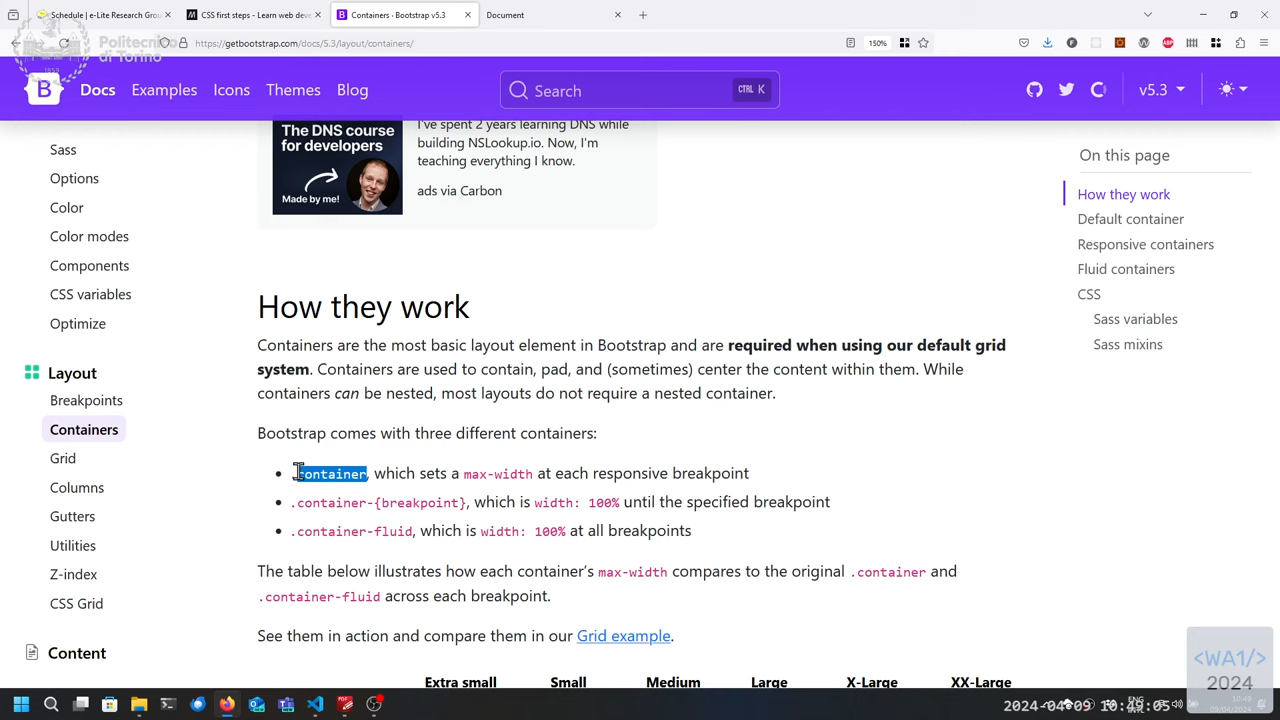 Schedule | e-Lite Research Grou
CSS first steps - Learn web deve
Containers · Bootstrap v5.3
Document
Politecnico
di Torino
https://getbootstrap.com/docs/5.3/layout/containers/
150%
B
Docs
Examples
Icons
Themes
Blog
Search
CTRL K
v5.3
Sass
Options
Color
Color modes
Components
CSS variables
Optimize
Layout
Breakpoints
Containers
Grid
Columns
Gutters
Utilities
Z-index
CSS Grid
Content
The DNS course
for developers
Made by me!
I've spent 2 years learning DNS while
building NSLookup.io. Now, I'm
teaching everything I know.
ads via Carbon
How they work
Containers are the most basic layout element in Bootstrap and are required when using our default grid
system. Containers are used to contain, pad, and (sometimes) center the content within them. While
containers can be nested, most layouts do not require a nested container.
Bootstrap comes with three different containers:
.container, which sets a max-width at each responsive breakpoint
.container-{breakpoint}, which is width: 100% until the specified breakpoint
.container-fluid, which is width: 100% at all breakpoints
The table below illustrates how each container's max-width compares to the original .container and
.container-fluid across each breakpoint.
See them in action and compare them in our Grid example.
Extra small
Small
Medium
Large
X-Large
XX-Large
On this page
How they work
Default container
Responsive containers
Fluid containers
CSS
Sass variables
Sass mixins
<WA1/>
2024
ENG
2024-04-09 10:49:05